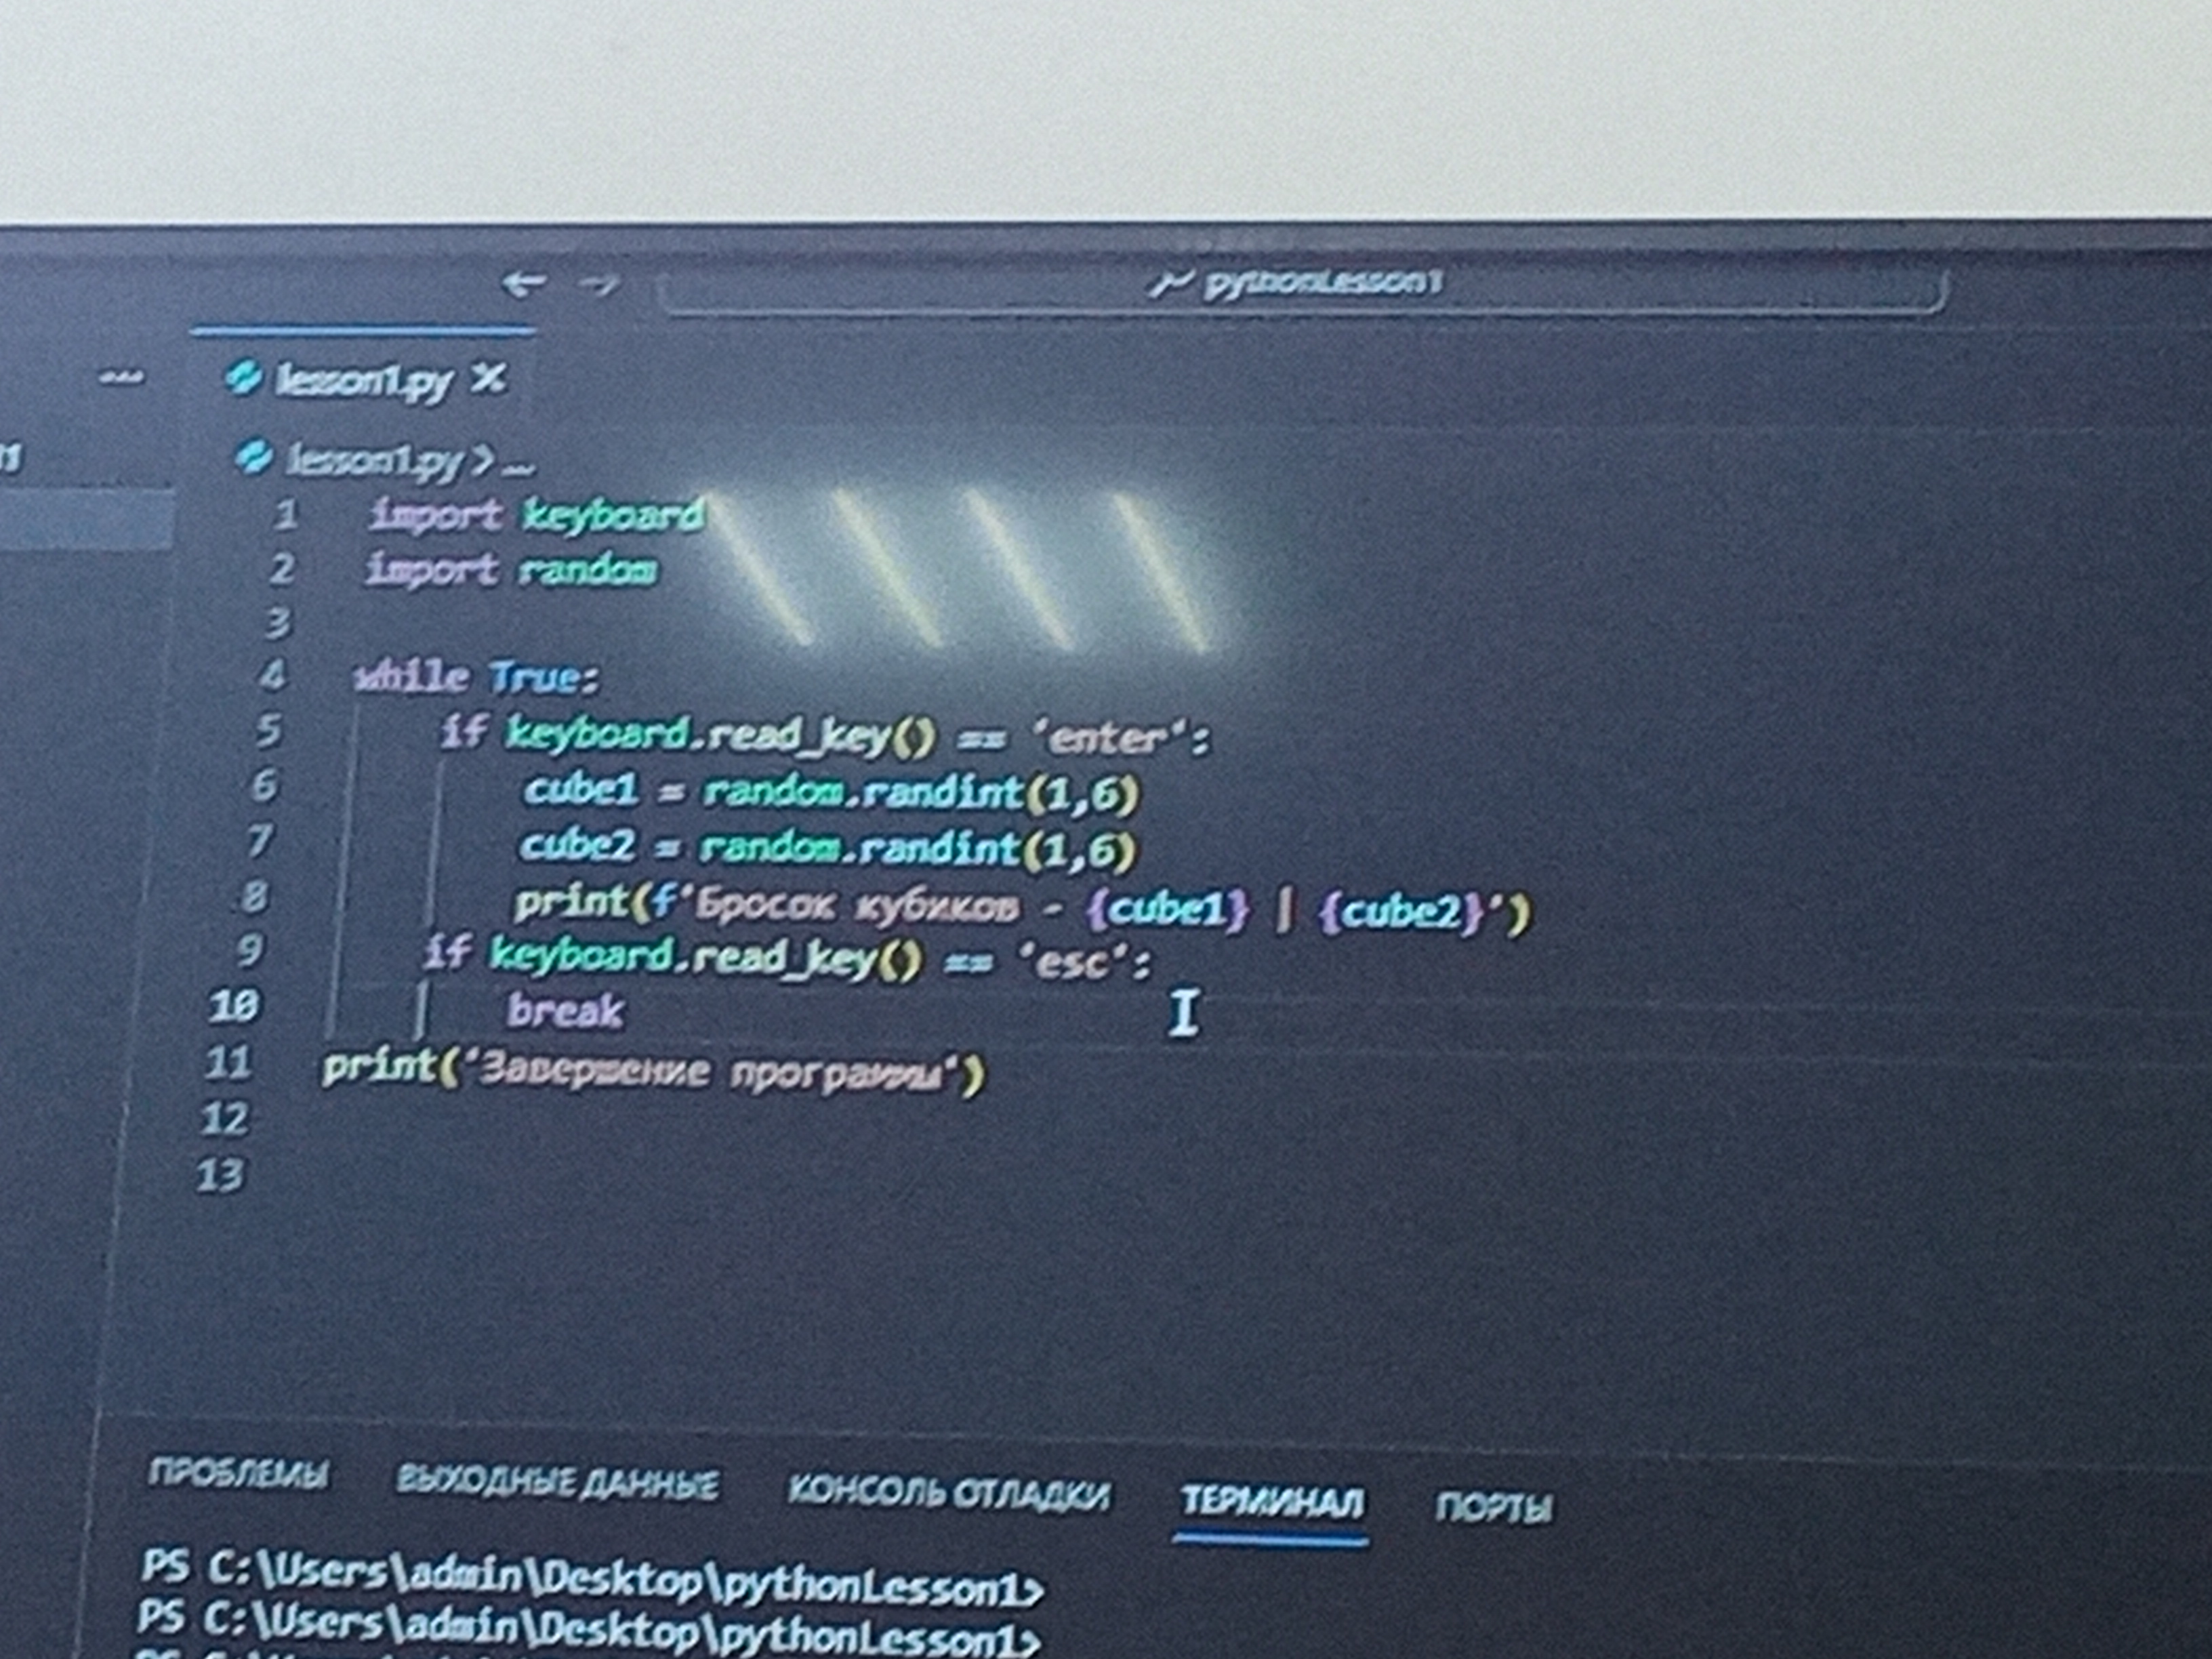 pythonLesson1
lesson1.py
lesson1.py > ...
1 import keyboard
2 import random
3
4 while True:
5 if keyboard.read_key() == 'enter':
6 cube1 = random.randint(1,6)
7 cube2 = random.randint(1,6)
8 print(f'Бросок кубиков - {cube1} | {cube2}')
9 if keyboard.read_key() == 'esc':
10 break
11 print('Завершение программы')
12
13
ПРОБЛЕМЫ ВЫХОДНЫЕ ДАННЫЕ КОНСОЛЬ ОТЛАДКИ ТЕРМИНАЛ ПОРТЫ
PS C:\Users\admin\Desktop\pythonLesson1>
PS C:\Users\admin\Desktop\pythonLesson1>